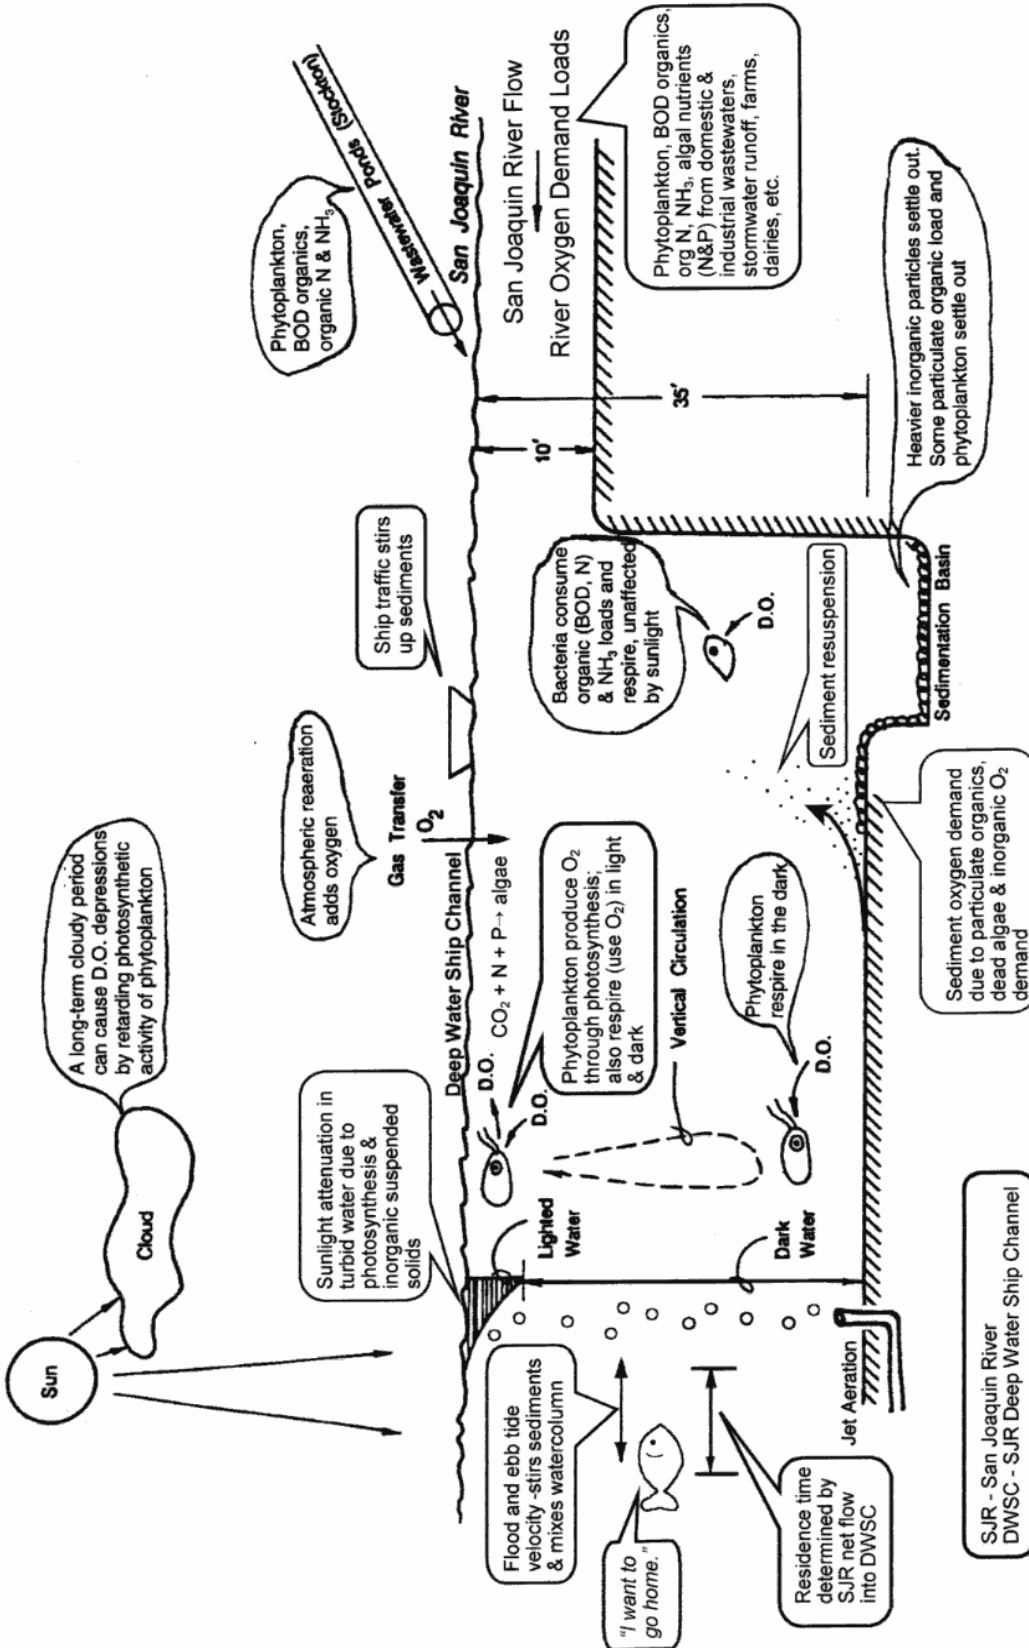 Sun
Cloud
A long-term cloudy period
can cause D.O. depressions
by retarding photosynthetic
activity of phytoplankton
Sunlight attenuation in
turbid water due to
photosynthesis &
inorganic suspended
solids
Atmospheric reaeration
adds oxygen
Gas Transfer
O₂
Ship traffic stirs
up sediments
Phytoplankton,
BOD organics,
organic N & NH₃
Wastewater Ponds (Stockton)
San Joaquin River
San Joaquin River Flow
River Oxygen Demand Loads
Phytoplankton, BOD organics,
org N, NH₃, algal nutrients
(N&P) from domestic &
industrial wastewaters,
stormwater runoff, farms,
dairies, etc.
Deep Water Ship Channel
D.O.
CO₂ + N + P→ algae
D.O.
Phytoplankton produce O₂
through photosynthesis;
also respire (use O₂) in light
& dark
Lighted
Water
Dark
Water
Vertical Circulation
Phytoplankton
respire in the dark
D.O.
Flood and ebb tide
velocity -stirs sediments
& mixes watercolumn
"I want to
go home."
Residence time
determined by
SJR net flow
into DWSC
Jet Aeration
Bacteria consume
organic (BOD, N)
& NH₃ loads and
respire, unaffected
by sunlight
D.O.
Sediment resuspension
10'
35'
Heavier inorganic particles settle out.
Some particulate organic load and
phytoplankton settle out
Sedimentation Basin
Sediment oxygen demand
due to particulate organics,
dead algae & inorganic O₂
demand
SJR - San Joaquin River
DWSC - SJR Deep Water Ship Channel